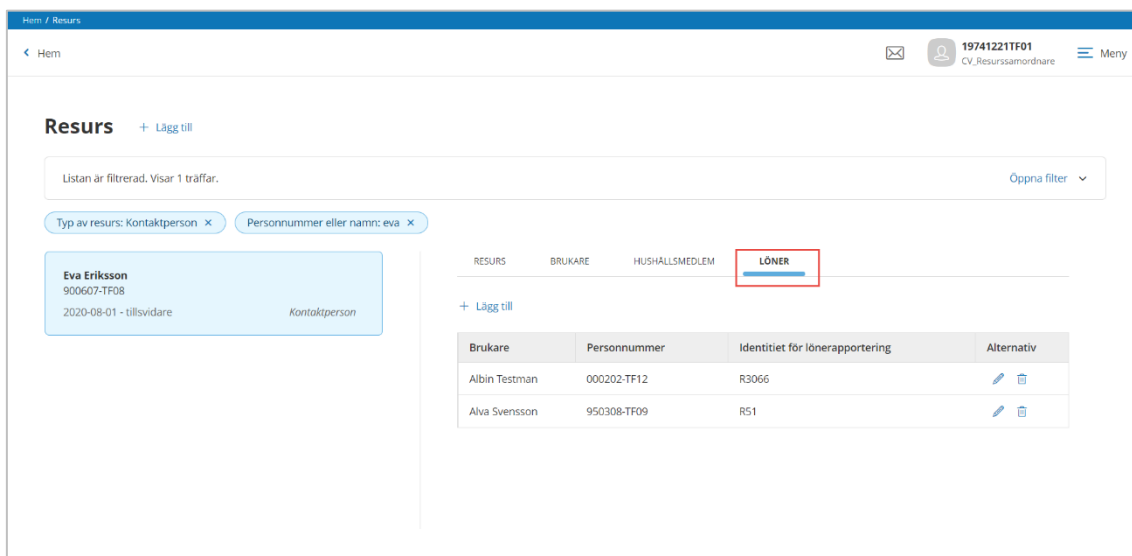 Hem / Resurs
Hem
19741221TF01
CV_Resurssamordnare
Meny
Resurs
+ Lägg till
Listan är filtrerad. Visar 1 träffar.
Öppna filter
Typ av resurs: Kontaktperson ×
Personnummer eller namn: eva ×
Eva Eriksson
900607-TF08
2020-08-01 - tillsvidare
Kontaktperson
RESURS BRUKARE HUSHÅLLSMEDLEM LÖNER
+ Lägg till
Brukare Personnummer Identitiet för lönerapportering Alternativ
Albin Testman 000202-TF12 R3066
Alva Svensson 950308-TF09 R51